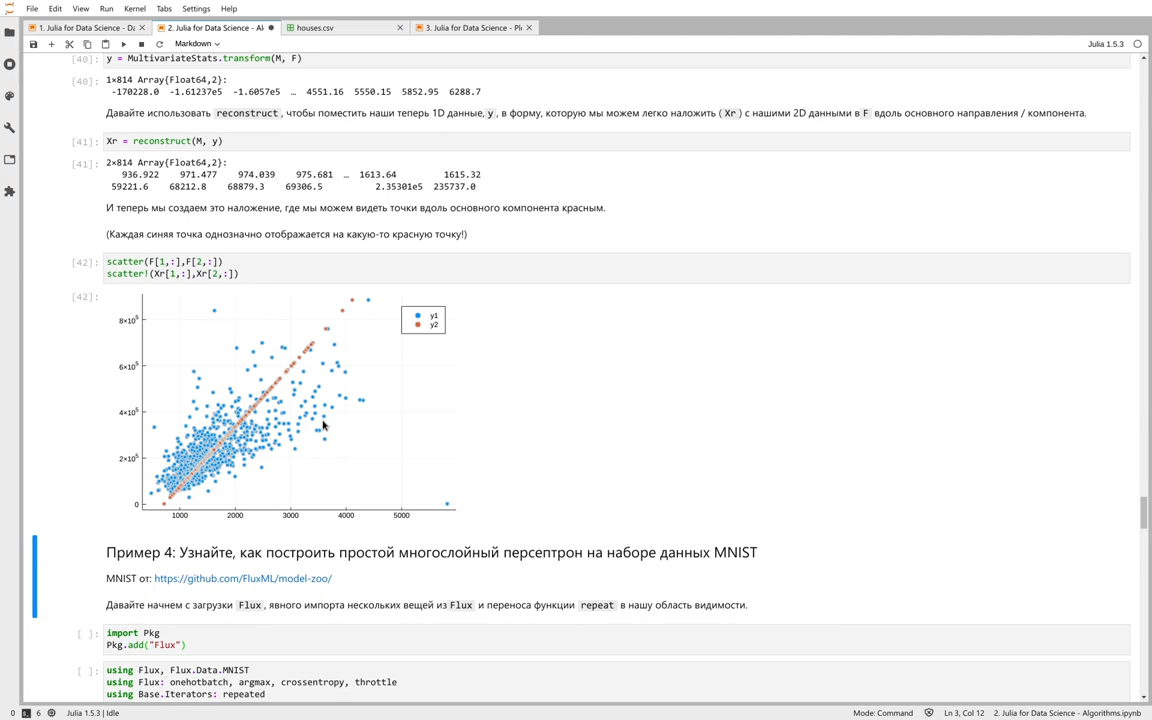 File Edit View Run Kernel Tabs Settings Help
1. Julia for Data Science - Da
2. Julia for Data Science - Al
houses.csv
3. Julia for Data Science - Plo
Markdown
Julia 1.5.3
[40]: y = MultivariateStats.transform(M, F)
[40]: 1×814 Array{Float64,2}:
-170228.0 -1.61237e5 -1.6057e5 … 4551.16 5550.15 5852.95 6288.7
Давайте использовать reconstruct, чтобы поместить наши теперь 1D данные, y, в форму, которую мы можем легко наложить ( Xr ) с нашими 2D данными в F вдоль основного направления / компонента.
[41]: Xr = reconstruct(M, y)
[41]: 2×814 Array{Float64,2}:
936.922 971.477 974.039 975.681 … 1613.64 1615.32
59221.6 68212.8 68879.3 69306.5 2.35301e5 235737.0
И теперь мы создаем это наложение, где мы можем видеть точки вдоль основного компонента красным.
(Каждая синяя точка однозначно отображается на какую-то красную точку!)
[42]: scatter(F[1,:],F[2,:])
scatter!(Xr[1,:],Xr[2,:])
[42]:
y1
y2
8×10⁵
6×10⁵
4×10⁵
2×10⁵
0
1000 2000 3000 4000 5000
Пример 4: Узнайте, как построить простой многослойный персептрон на наборе данных MNIST
MNIST от: https://github.com/FluxML/model-zoo/
Давайте начнем с загрузки Flux, явного импорта нескольких вещей из Flux и переноса функции repeat в нашу область видимости.
[ ]: import Pkg
Pkg.add("Flux")
[ ]: using Flux, Flux.Data.MNIST
using Flux: onehotbatch, argmax, crossentropy, throttle
using Base.Iterators: repeated
0 6 Julia 1.5.3 | Idle Mode: Command Ln 3, Col 12 2. Julia for Data Science - Algorithms.ipynb